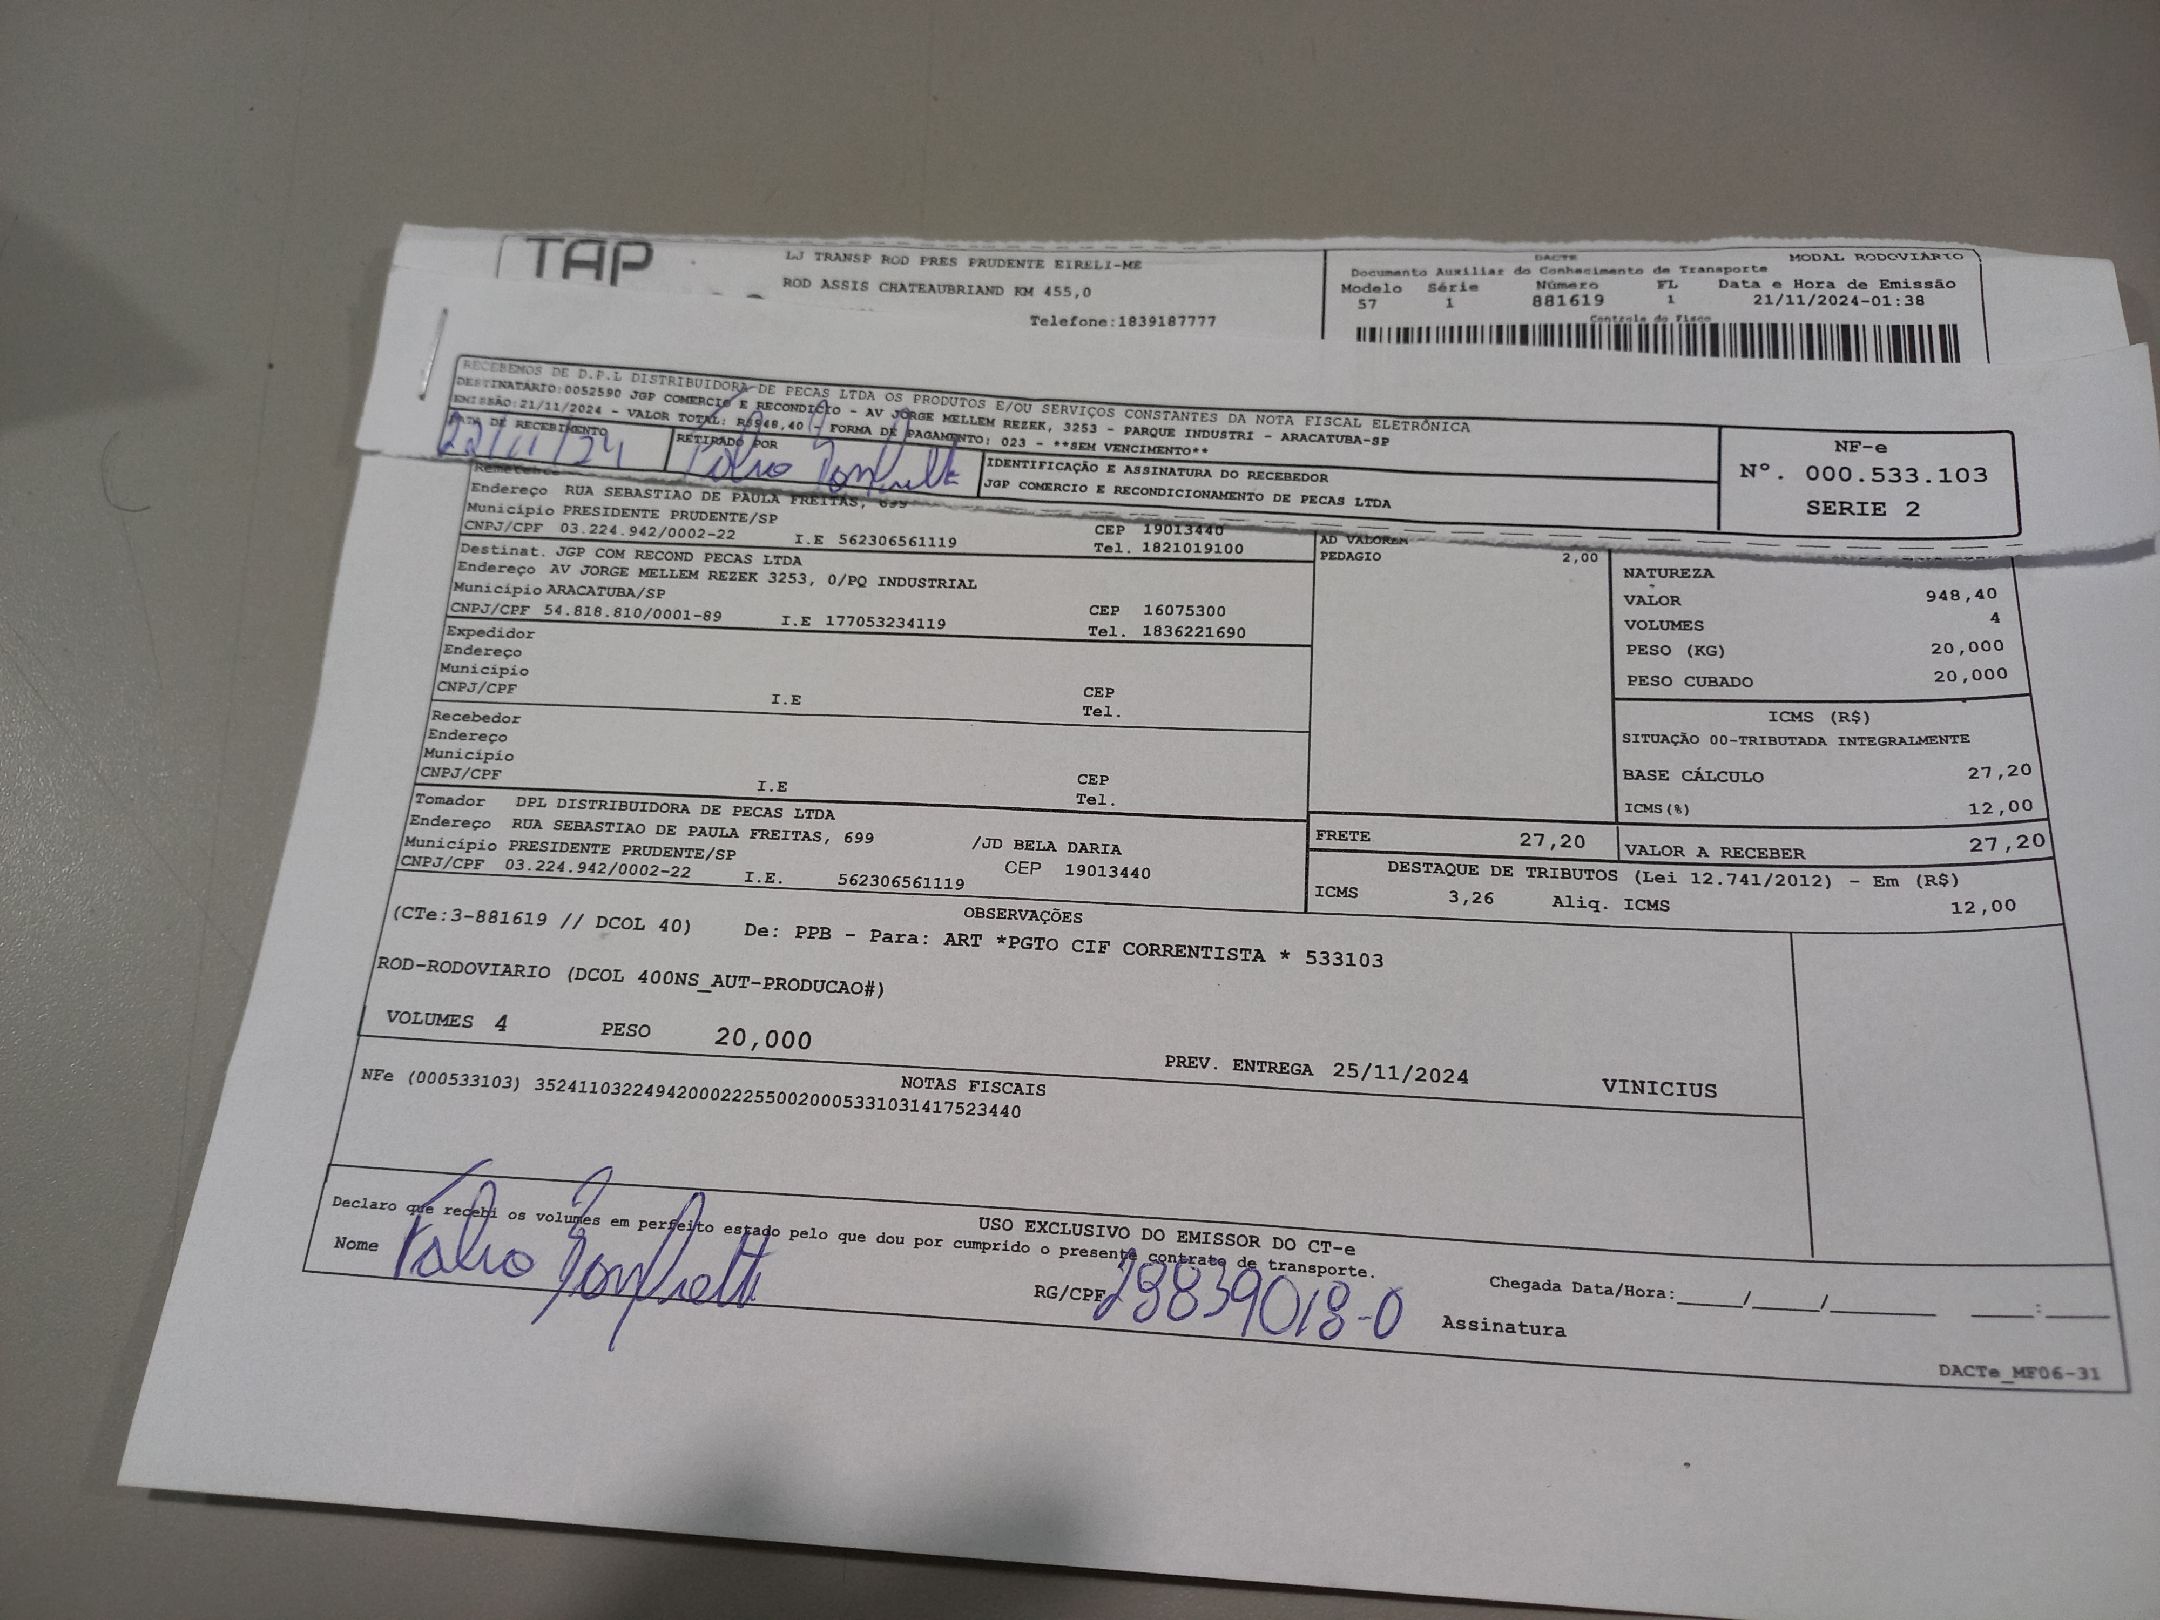 TAP
LJ TRANSP ROD PRES PRUDENTE EIRELI-ME
ROD ASSIS CHATEAUBRIAND KM 455,0
Telefone:1839187777
DACTE
MODAL RODOVIÁRIO
Documento Auxiliar do Conhecimento de Transporte
Modelo Série Número FL Data e Hora de Emissão
57 1 881619 1 21/11/2024-01:38
Controle do Fisco
RECEBEMOS DE D.P.L DISTRIBUIDORA DE PECAS LTDA OS PRODUTOS E/OU SERVIÇOS CONSTANTES DA NOTA FISCAL ELETRÔNICA
DESTINATÁRIO:0052590 JGP COMERCIO E RECONDICIO - AV JORGE MELLEM REZEK, 3253 - PARQUE INDUSTRI - ARACATUBA-SP
EMISSÃO:21/11/2024 - VALOR TOTAL: R$948,40 - FORMA DE PAGAMENTO: 023 - **SEM VENCIMENTO**
DATA DE RECEBIMENTO
22/11/24
RETIRADO POR
IDENTIFICAÇÃO E ASSINATURA DO RECEBEDOR
JGP COMERCIO E RECONDICIONAMENTO DE PECAS LTDA
NF-e
Nº. 000.533.103
SERIE 2
Remetente
Endereço RUA SEBASTIAO DE PAULA FREITAS, 699
Município PRESIDENTE PRUDENTE/SP CEP 19013440
CNPJ/CPF 03.224.942/0002-22 I.E 562306561119 Tel. 1821019100
Destinat. JGP COM RECOND PECAS LTDA
Endereço AV JORGE MELLEM REZEK 3253, 0/PQ INDUSTRIAL
Município ARACATUBA/SP CEP 16075300
CNPJ/CPF 54.818.810/0001-89 I.E 177053234119 Tel. 1836221690
Expedidor
Endereço
Município CEP
CNPJ/CPF I.E Tel.
Recebedor
Endereço
Município CEP
CNPJ/CPF I.E Tel.
Tomador DPL DISTRIBUIDORA DE PECAS LTDA
Endereço RUA SEBASTIAO DE PAULA FREITAS, 699 /JD BELA DARIA
Município PRESIDENTE PRUDENTE/SP CEP 19013440
CNPJ/CPF 03.224.942/0002-22 I.E. 562306561119
AD VALOREM
PEDAGIO 2,00
NATUREZA
VALOR 948,40
VOLUMES 4
PESO (KG) 20,000
PESO CUBADO 20,000
ICMS (R$)
SITUAÇÃO 00-TRIBUTADA INTEGRALMENTE
BASE CÁLCULO 27,20
ICMS(%) 12,00
FRETE 27,20 VALOR A RECEBER 27,20
DESTAQUE DE TRIBUTOS (Lei 12.741/2012) - Em (R$)
ICMS 3,26 Aliq. ICMS 12,00
OBSERVAÇÕES
(CTe:3-881619 // DCOL 40) De: PPB - Para: ART *PGTO CIF CORRENTISTA * 533103
ROD-RODOVIARIO (DCOL 400NS_AUT-PRODUCAO#)
VOLUMES 4 PESO 20,000 PREV. ENTREGA 25/11/2024 VINICIUS
NOTAS FISCAIS
NFe (000533103) 35241103224942000222550020005331031417523440
USO EXCLUSIVO DO EMISSOR DO CT-e
Declaro que recebi os volumes em perfeito estado pelo que dou por cumprido o presente contrato de transporte.
Nome
RG/CPF 28839018-0
Chegada Data/Hora:_____/_____/________ ____:____
Assinatura
DACTe_MF06-31